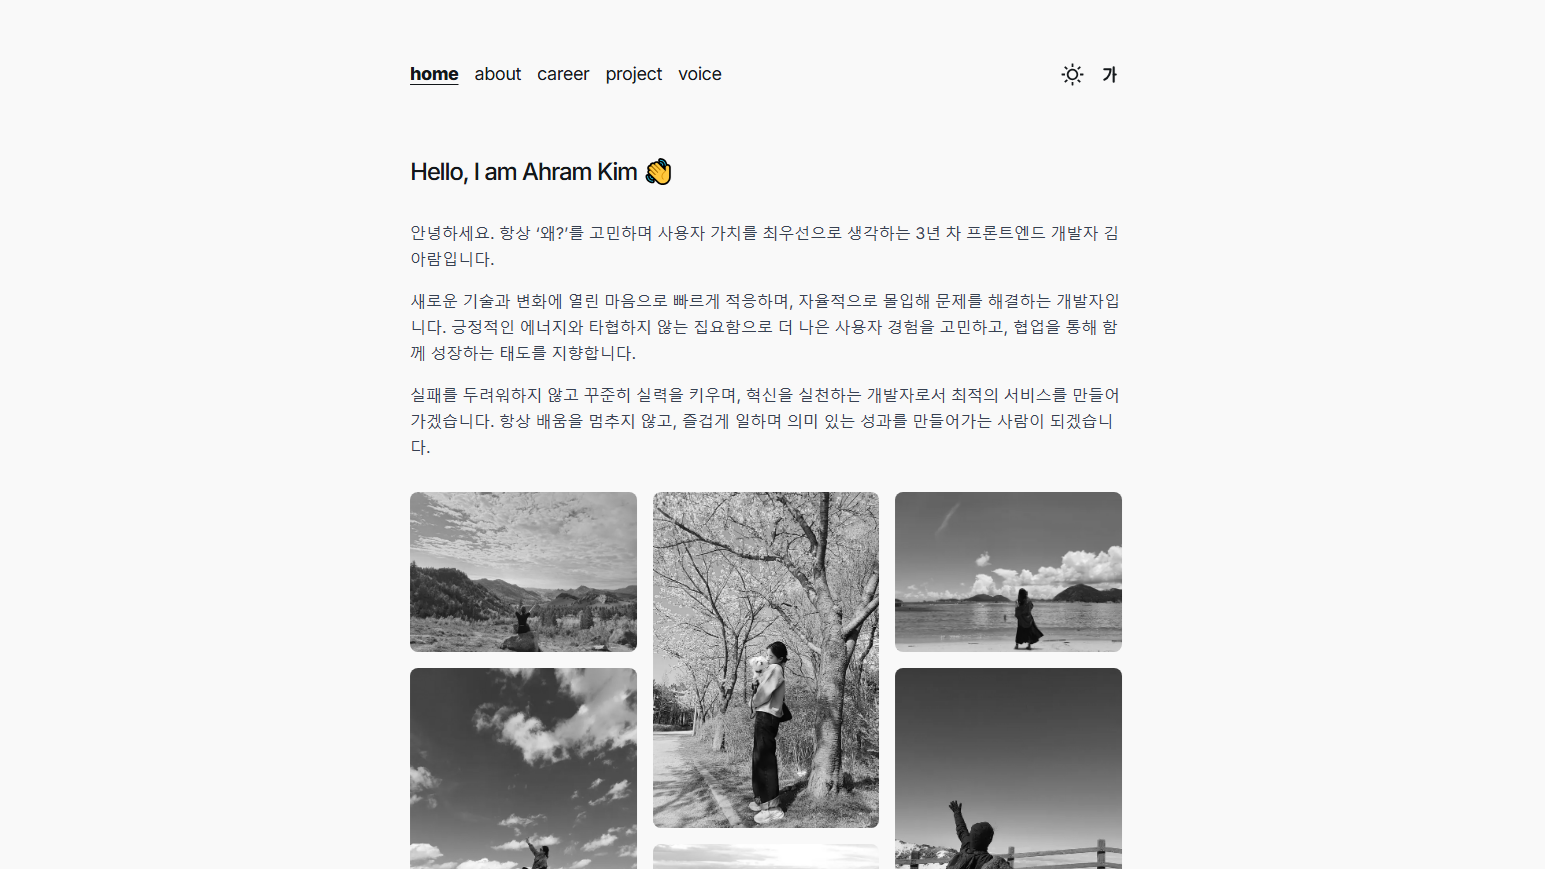 home about career project voice 가
Hello, I am Ahram Kim 👋
안녕하세요. 항상 ‘왜?’를 고민하며 사용자 가치를 최우선으로 생각하는 3년 차 프론트엔드 개발자 김
아람입니다.
새로운 기술과 변화에 열린 마음으로 빠르게 적응하며, 자율적으로 몰입해 문제를 해결하는 개발자입
니다. 긍정적인 에너지와 타협하지 않는 집요함으로 더 나은 사용자 경험을 고민하고, 협업을 통해 함
께 성장하는 태도를 지향합니다.
실패를 두려워하지 않고 꾸준히 실력을 키우며, 혁신을 실천하는 개발자로서 최적의 서비스를 만들어
가겠습니다. 항상 배움을 멈추지 않고, 즐겁게 일하며 의미 있는 성과를 만들어가는 사람이 되겠습니
다.